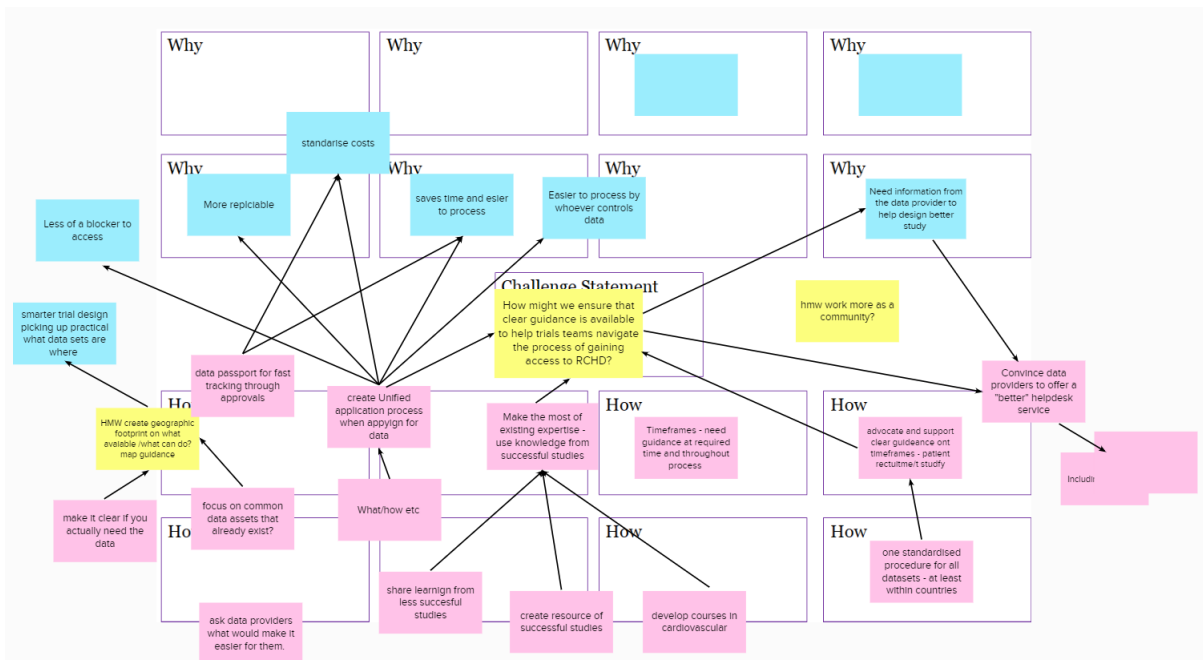 Why
Why
Why
Why
standarise costs
Why
Why
Why
Why
More replciable
saves time and esier
to process
Easier to process by
whoever controls
data
Need information from
the data provider to
help design better
study
Less of a blocker to
access
Challenge Statement
How might we ensure that
clear guidance is available
to help trials teams navigate
the process of gaining
access to RCHD?
hmw work more as a
community?
smarter trial design
picking up practical
what data sets are
where
data passport for fast
tracking through
approvals
create Unified
application process
when appyign for
data
Convince data
providers to offer a
"better" helpdesk
service
How
How
How
HMW create geographic
footprint on what
available /what can do?
map guidance
Make the most of
existing expertise -
use knowledge from
successful studies
Timeframes - need
guidance at required
time and throughout
process
advocate and support
clear guideance ont
timeframes - patient
rectuitme/t studfy
make it clear if you
actually need the
data
focus on common
data assets that
already exist?
What/how etc
How
How
How
one standardised
procedure for all
datasets - at least
within countries
share learnign from
less succesful
studies
create resource of
successful studies
develop courses in
cardiovascular
ask data providers
what would make it
easier for them.